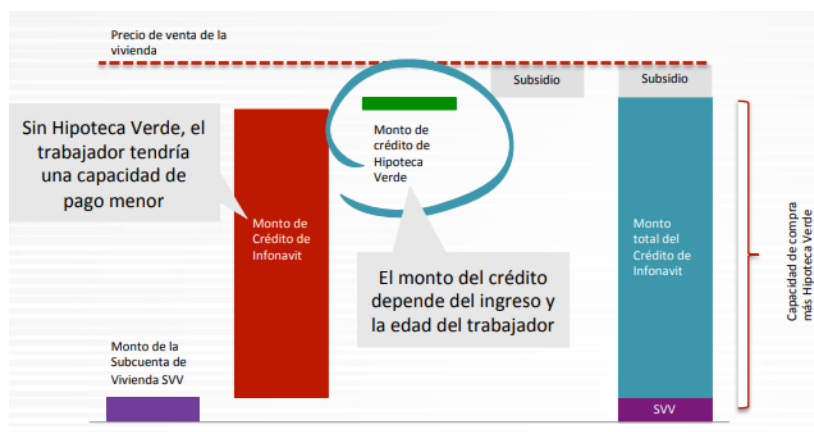 Precio de venta de la
vivienda
Subsidio
Subsidio
Sin Hipoteca Verde, el
trabajador tendría
una capacidad de
pago menor
Monto de
crédito de
Hipoteca
Verde
Monto de
Crédito de
Infonavit
Monto
total del
Crédito de
Infonavit
El monto del crédito
depende del ingreso y
la edad del trabajador
Capacidad de compra
más Hipoteca Verde
Monto de la
Subcuenta de
Vivienda SVV
SVV